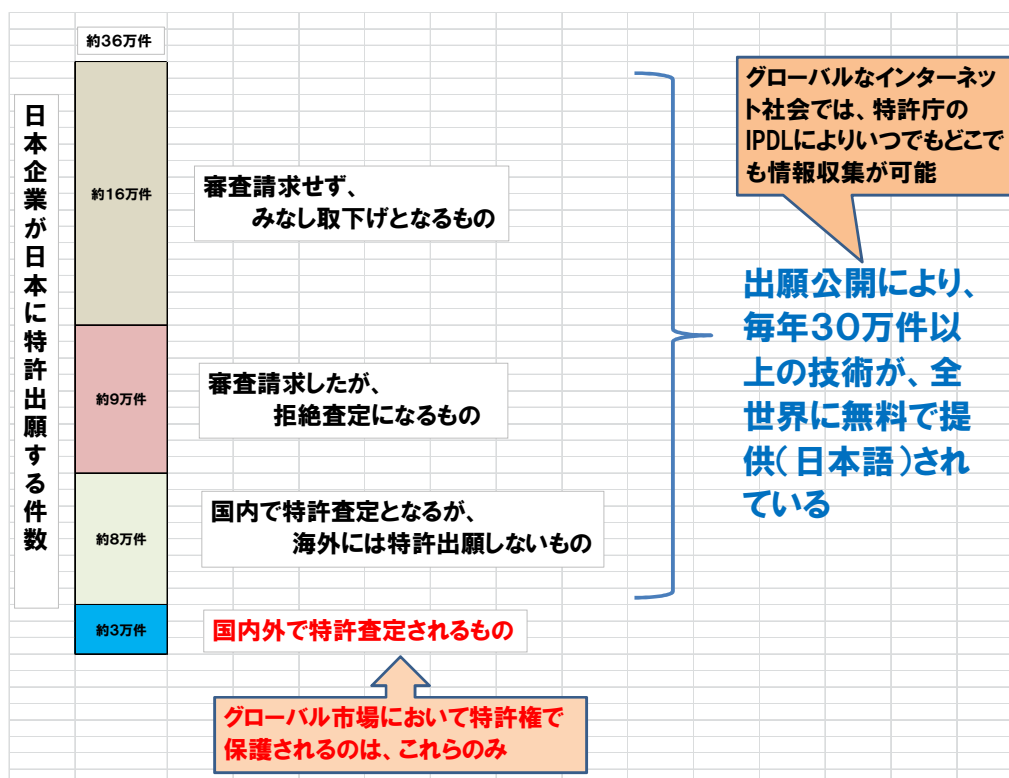 約36万件
日本企業が日本に特許出願する件数
約16万件
審査請求せず、
みなし取下げとなるもの
約9万件
審査請求したが、
拒絶査定になるもの
約8万件
国内で特許査定となるが、
海外には特許出願しないもの
約3万件
国内外で特許査定されるもの
グローバル市場において特許権で
保護されるのは、これらのみ
グローバルなインターネッ
ト社会では、特許庁の
IPDLによりいつでもどこで
も情報収集が可能
出願公開により、
毎年30万件以
上の技術が、全
世界に無料で提
供(日本語)され
ている